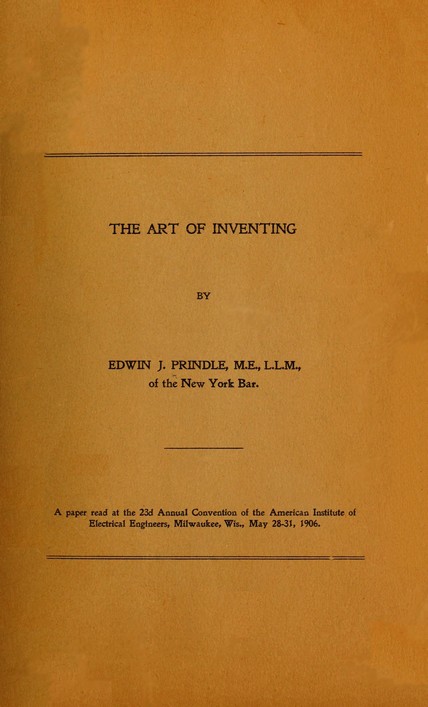 THE ART OF INVENTING
BY
EDWIN J. PRINDLE, M.E., L.L.M.,
of the New York Bar.
A paper read at the 23d Annual Convention of the American Institute of
Electrical Engineers, Milwaukee, Wis., May 28-31, 1906.